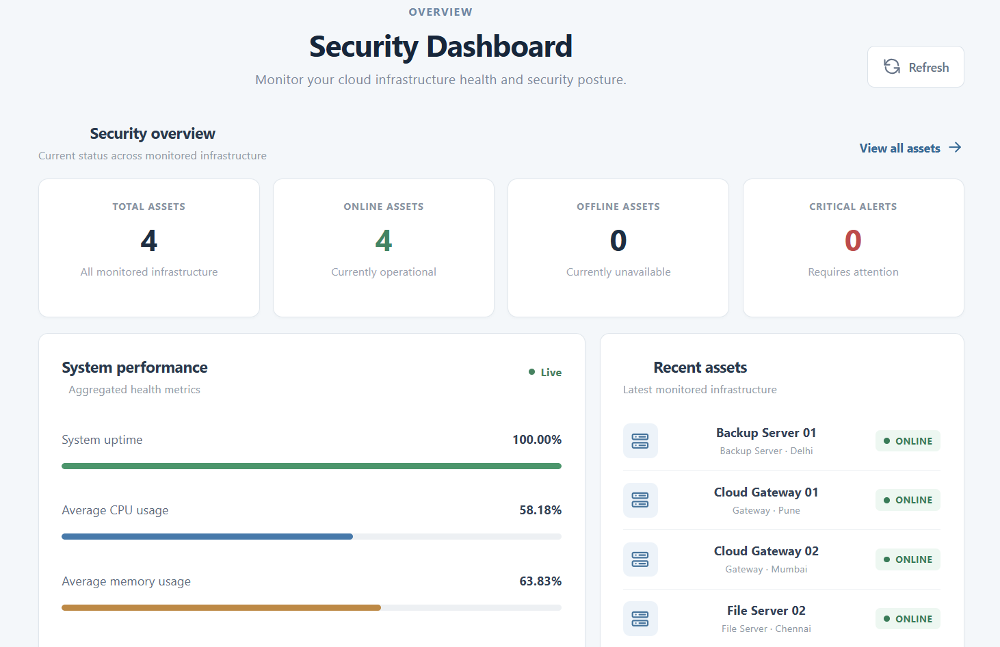 OVERVIEW
Security Dashboard
Monitor your cloud infrastructure health and security posture.
Refresh
Security overview
Current status across monitored infrastructure
View all assets
TOTAL ASSETS
4
All monitored infrastructure
ONLINE ASSETS
4
Currently operational
OFFLINE ASSETS
0
Currently unavailable
CRITICAL ALERTS
0
Requires attention
System performance
Aggregated health metrics
Live
System uptime 100.00%
Average CPU usage 58.18%
Average memory usage 63.83%
Recent assets
Latest monitored infrastructure
Backup Server 01
Backup Server · Delhi
ONLINE
Cloud Gateway 01
Gateway · Pune
ONLINE
Cloud Gateway 02
Gateway · Mumbai
ONLINE
File Server 02
File Server · Chennai
ONLINE